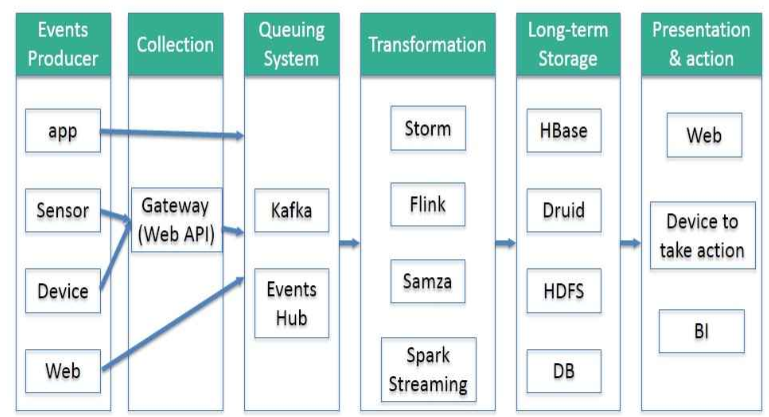 Events
Producer
Collection
Queuing
System
Transformation
Long-term
Storage
Presentation
& action
app
Sensor
Device
Web
Gateway
(Web API)
Kafka
Events
Hub
Storm
Flink
Samza
Spark
Streaming
HBase
Druid
HDFS
DB
Web
Device to
take action
BI